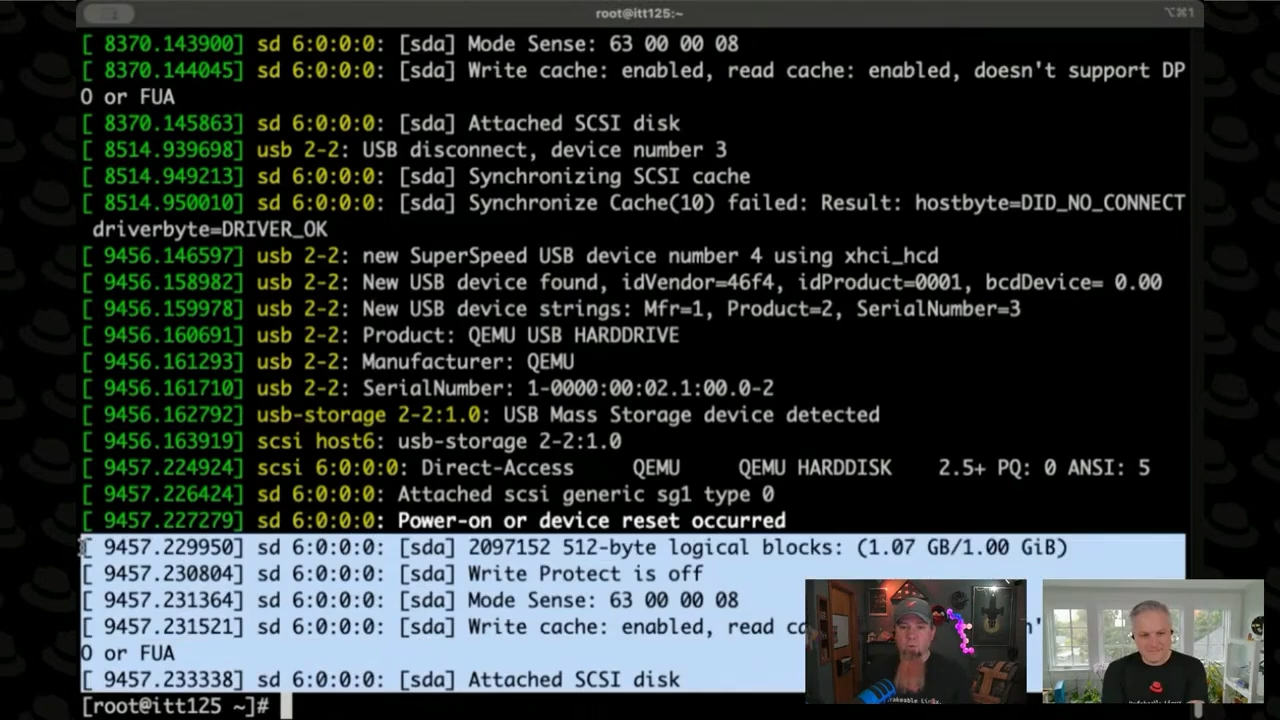 root@itt125:~
⌥⌘1
[ 8370.143900] sd 6:0:0:0: [sda] Mode Sense: 63 00 00 08
[ 8370.144045] sd 6:0:0:0: [sda] Write cache: enabled, read cache: enabled, doesn't support DP
O or FUA
[ 8370.145863] sd 6:0:0:0: [sda] Attached SCSI disk
[ 8514.939698] usb 2-2: USB disconnect, device number 3
[ 8514.949213] sd 6:0:0:0: [sda] Synchronizing SCSI cache
[ 8514.950010] sd 6:0:0:0: [sda] Synchronize Cache(10) failed: Result: hostbyte=DID_NO_CONNECT
driverbyte=DRIVER_OK
[ 9456.146597] usb 2-2: new SuperSpeed USB device number 4 using xhci_hcd
[ 9456.158982] usb 2-2: New USB device found, idVendor=46f4, idProduct=0001, bcdDevice= 0.00
[ 9456.159978] usb 2-2: New USB device strings: Mfr=1, Product=2, SerialNumber=3
[ 9456.160691] usb 2-2: Product: QEMU USB HARDDRIVE
[ 9456.161293] usb 2-2: Manufacturer: QEMU
[ 9456.161710] usb 2-2: SerialNumber: 1-0000:00:02.1:00.0-2
[ 9456.162792] usb-storage 2-2:1.0: USB Mass Storage device detected
[ 9456.163919] scsi host6: usb-storage 2-2:1.0
[ 9457.224924] scsi 6:0:0:0: Direct-Access     QEMU     QEMU HARDDISK    2.5+ PQ: 0 ANSI: 5
[ 9457.226424] sd 6:0:0:0: Attached scsi generic sg1 type 0
[ 9457.227279] sd 6:0:0:0: Power-on or device reset occurred
[ 9457.229950] sd 6:0:0:0: [sda] 2097152 512-byte logical blocks: (1.07 GB/1.00 GiB)
[ 9457.230804] sd 6:0:0:0: [sda] Write Protect is off
[ 9457.231364] sd 6:0:0:0: [sda] Mode Sense: 63 00 00 08
[ 9457.231521] sd 6:0:0:0: [sda] Write cache: enabled, read
O or FUA
[ 9457.233338] sd 6:0:0:0: [sda] Attached SCSI disk
[root@itt125 ~]#